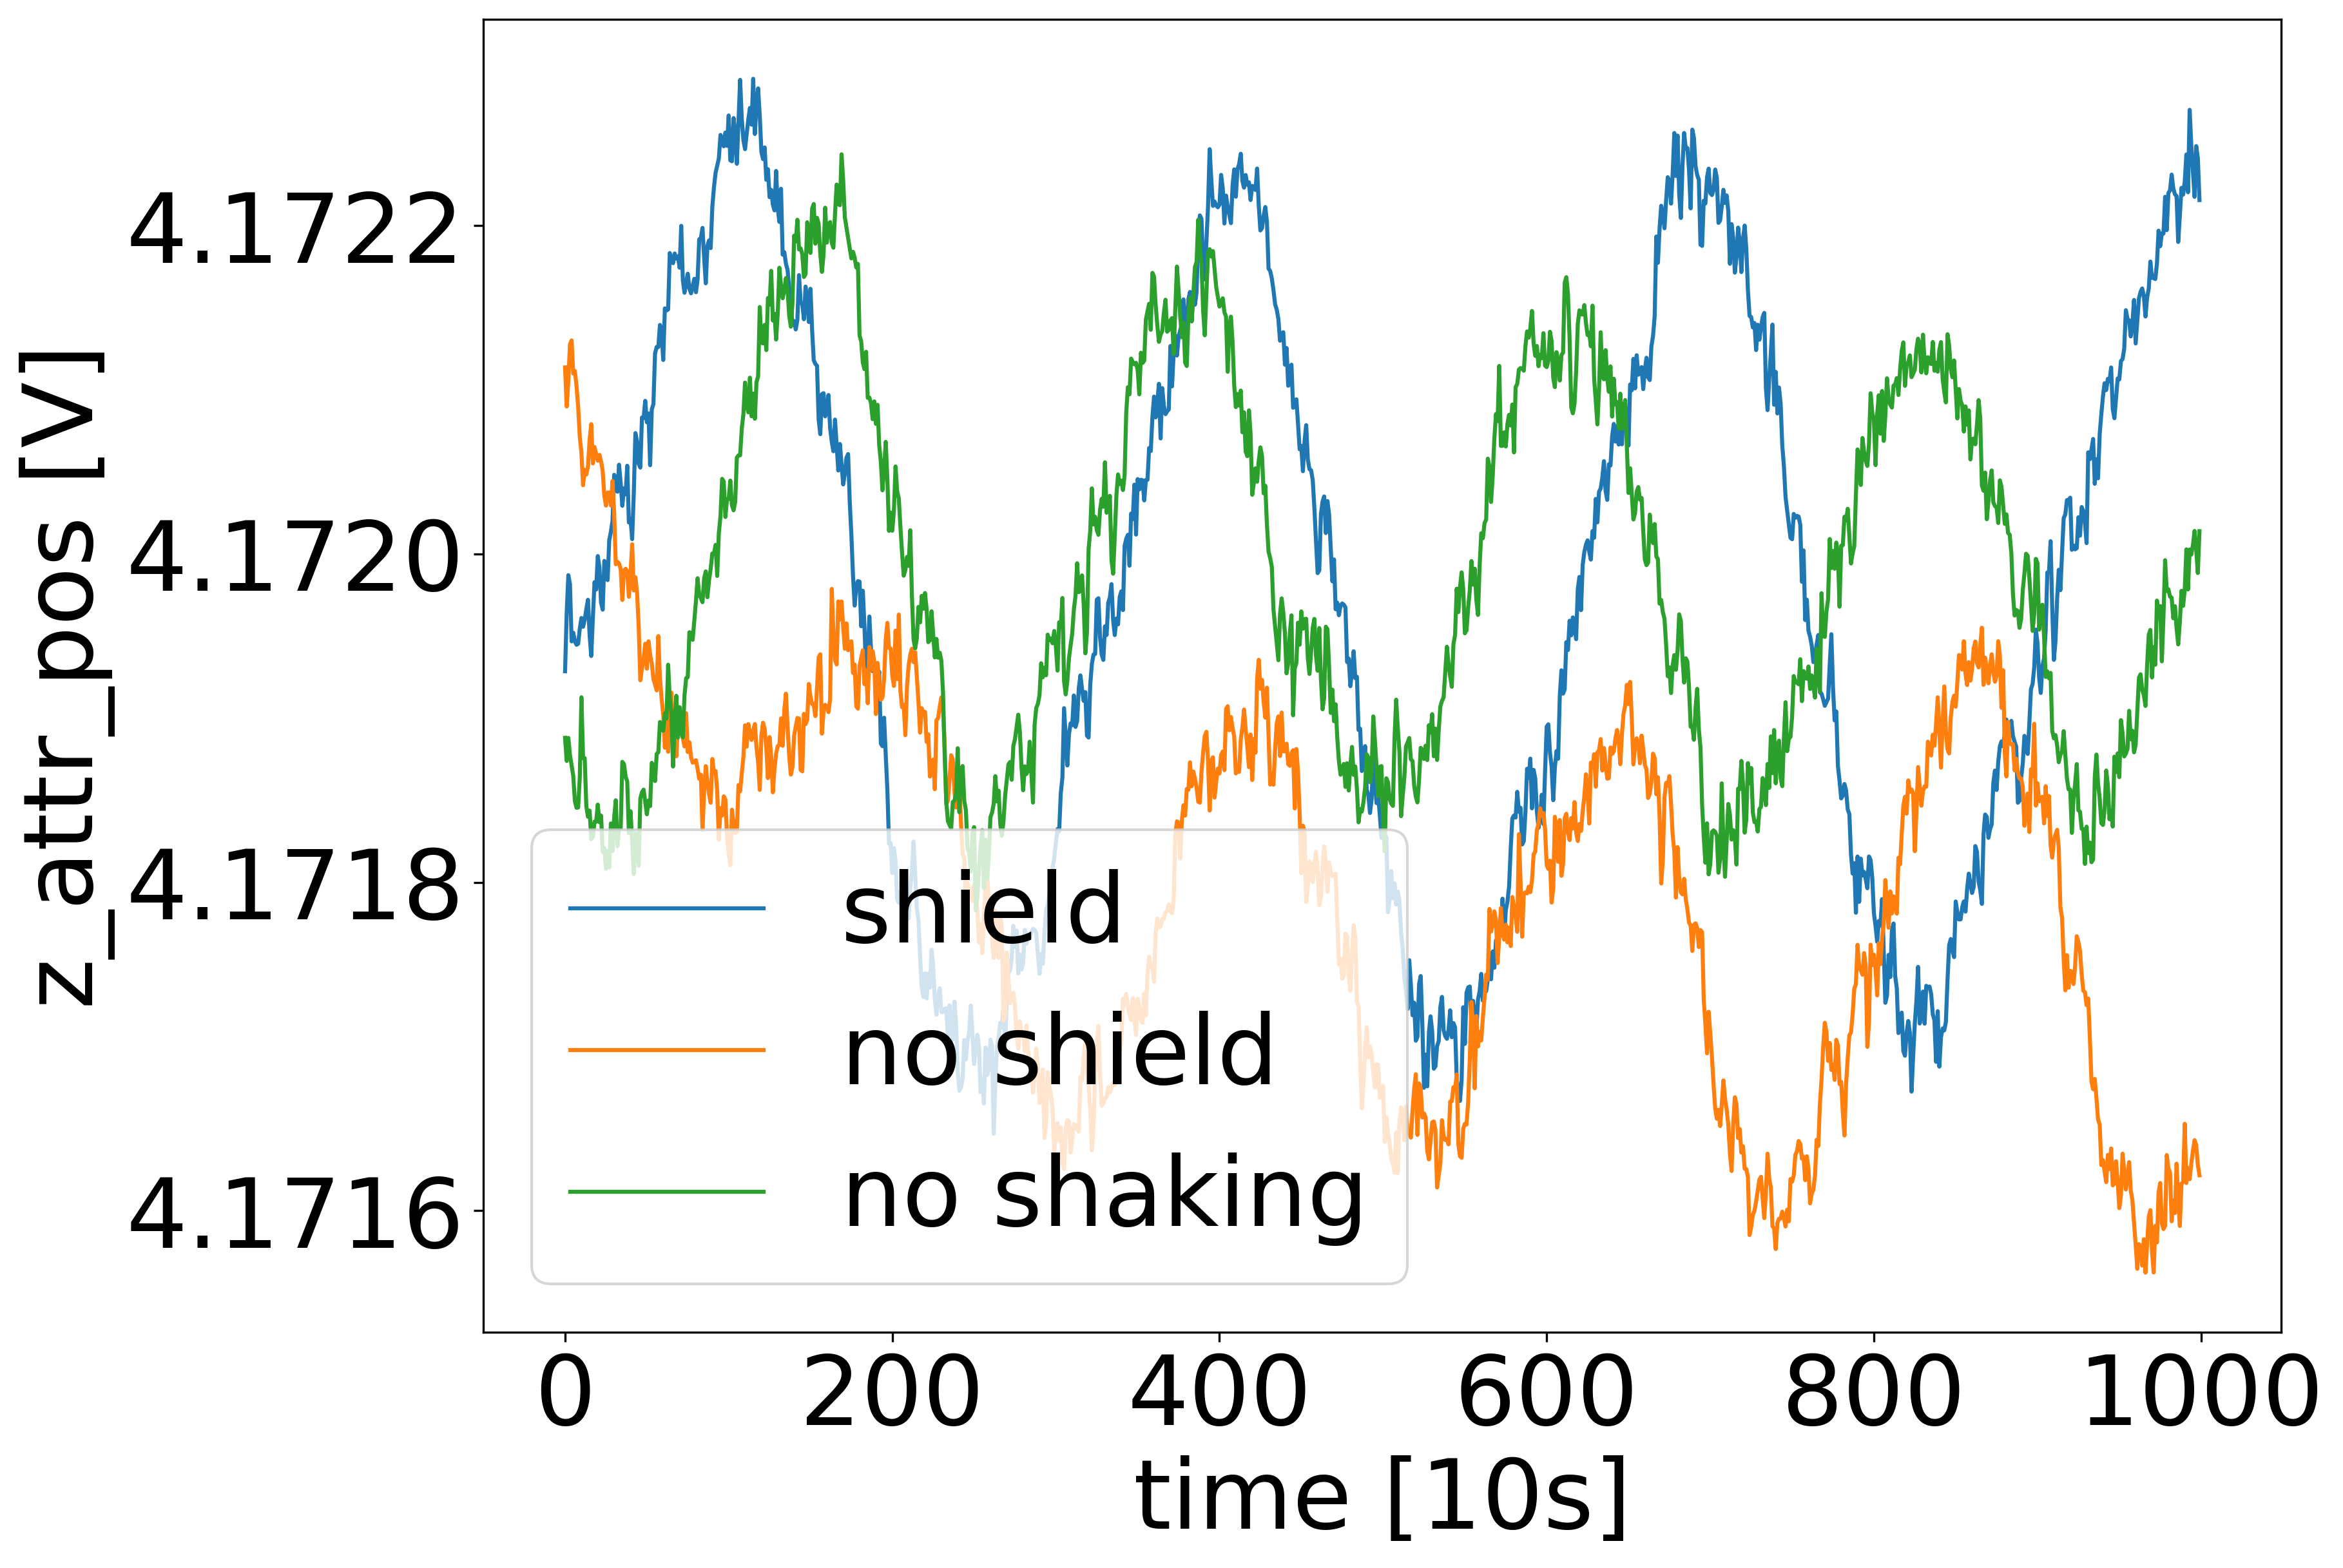 z_attr_pos [V]
4.1722
4.1720
4.1718
4.1716
shield
no shield
no shaking
0 200 400 600 800 1000
time [10s]